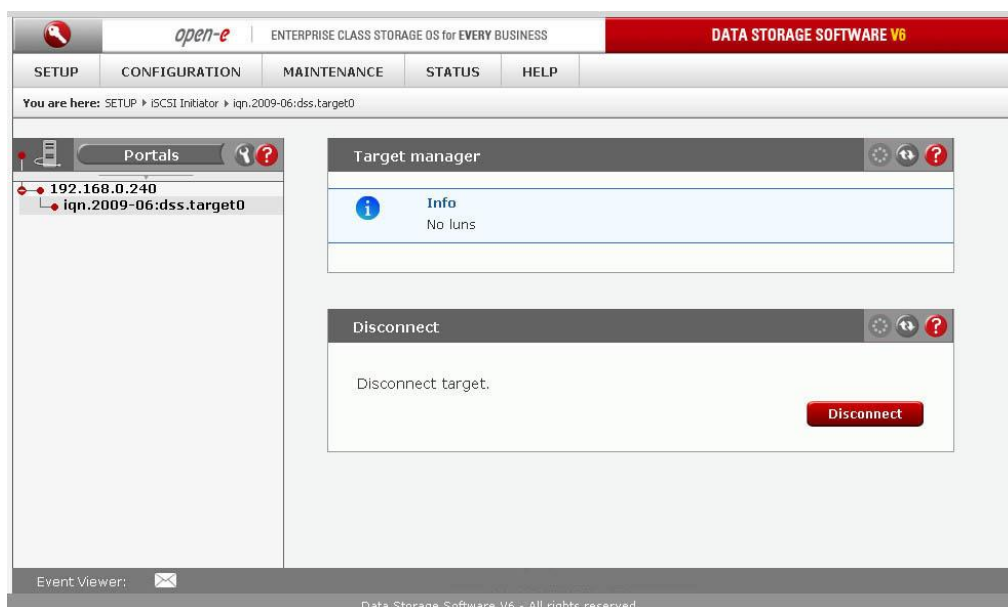 open-e ENTERPRISE CLASS STORAGE OS for EVERY BUSINESS DATA STORAGE SOFTWARE V6
SETUP CONFIGURATION MAINTENANCE STATUS HELP
You are here: SETUP iSCSI Initiator iqn.2009-06:dss.target0
Portals
192.168.0.240
iqn.2009-06:dss.target0
Target manager
Info
No luns
Disconnect
Disconnect target.
Disconnect
Event Viewer:
Data Storage Software V6 - All rights reserved